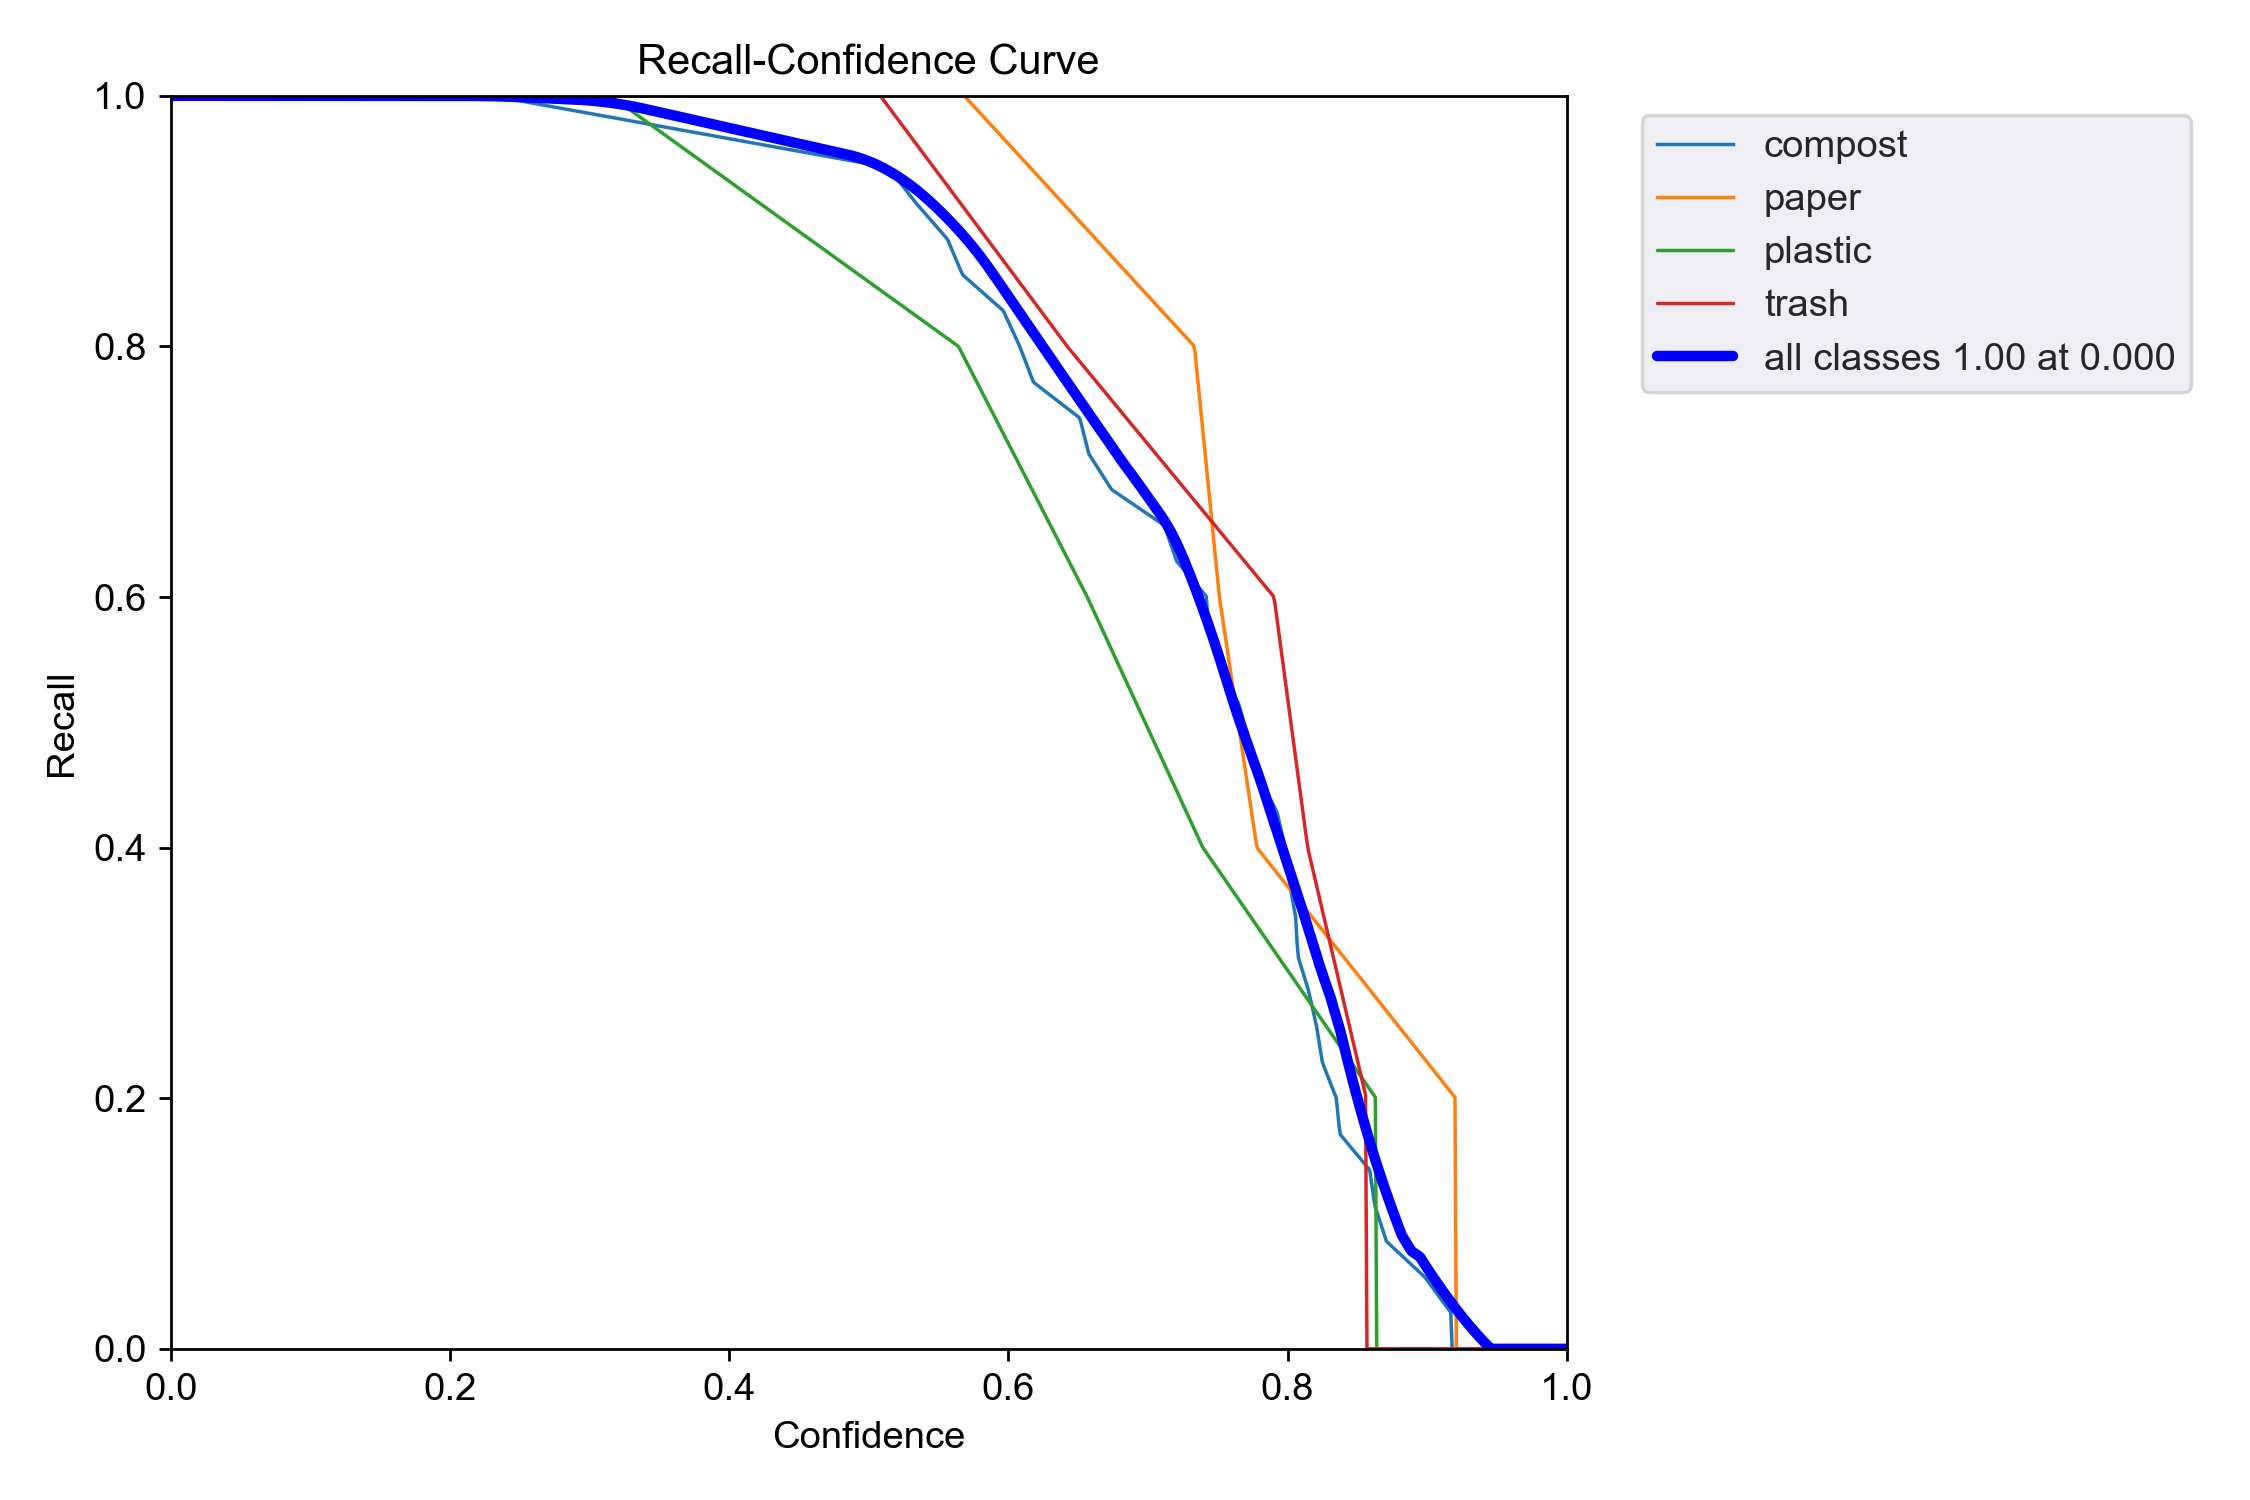 Recall-Confidence Curve
1.0
0.8
0.6
0.4
0.2
0.0
Recall
0.0 0.2 0.4 0.6 0.8 1.0
Confidence
compost
paper
plastic
trash
all classes 1.00 at 0.000